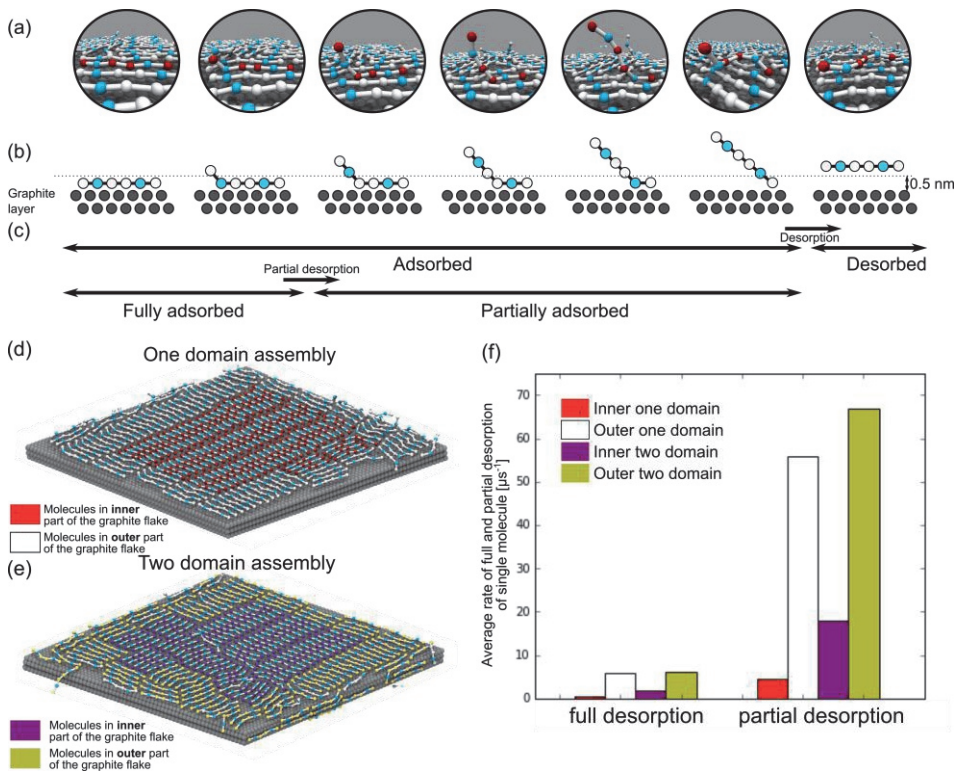 (a)
(b)
Graphite
layer
0.5 nm
(c)
Desorption
Adsorbed
Desorbed
Partial desorption
Fully adsorbed
Partially adsorbed
(d)
One domain assembly
Molecules in inner
part of the graphite flake
Molecules in outer part
of the graphite flake
(e)
Two domain assembly
Molecules in inner
part of the graphite flake
Molecules in outer part
of the graphite flake
(f)
Average rate of full and partial desorption
of single molecule [μs⁻¹]
70
60
50
40
30
20
10
0
Inner one domain
Outer one domain
Inner two domain
Outer two domain
full desorption
partial desorption